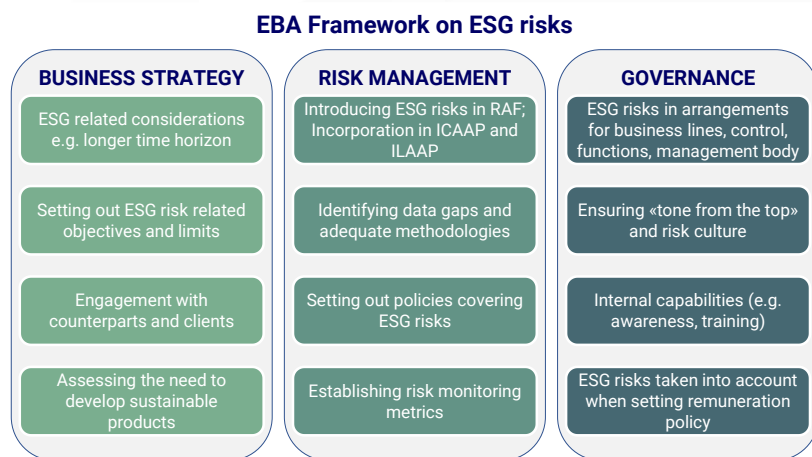 EBA Framework on ESG risks
BUSINESS STRATEGY
ESG related considerations
e.g. longer time horizon
Setting out ESG risk related
objectives and limits
Engagement with
counterparts and clients
Assessing the need to
develop sustainable
products
RISK MANAGEMENT
Introducing ESG risks in RAF;
Incorporation in ICAAP and
ILAAP
Identifying data gaps and
adequate methodologies
Setting out policies covering
ESG risks
Establishing risk monitoring
metrics
GOVERNANCE
ESG risks in arrangements
for business lines, control,
functions, management body
Ensuring «tone from the top»
and risk culture
Internal capabilities (e.g.
awareness, training)
ESG risks taken into account
when setting remuneration
policy